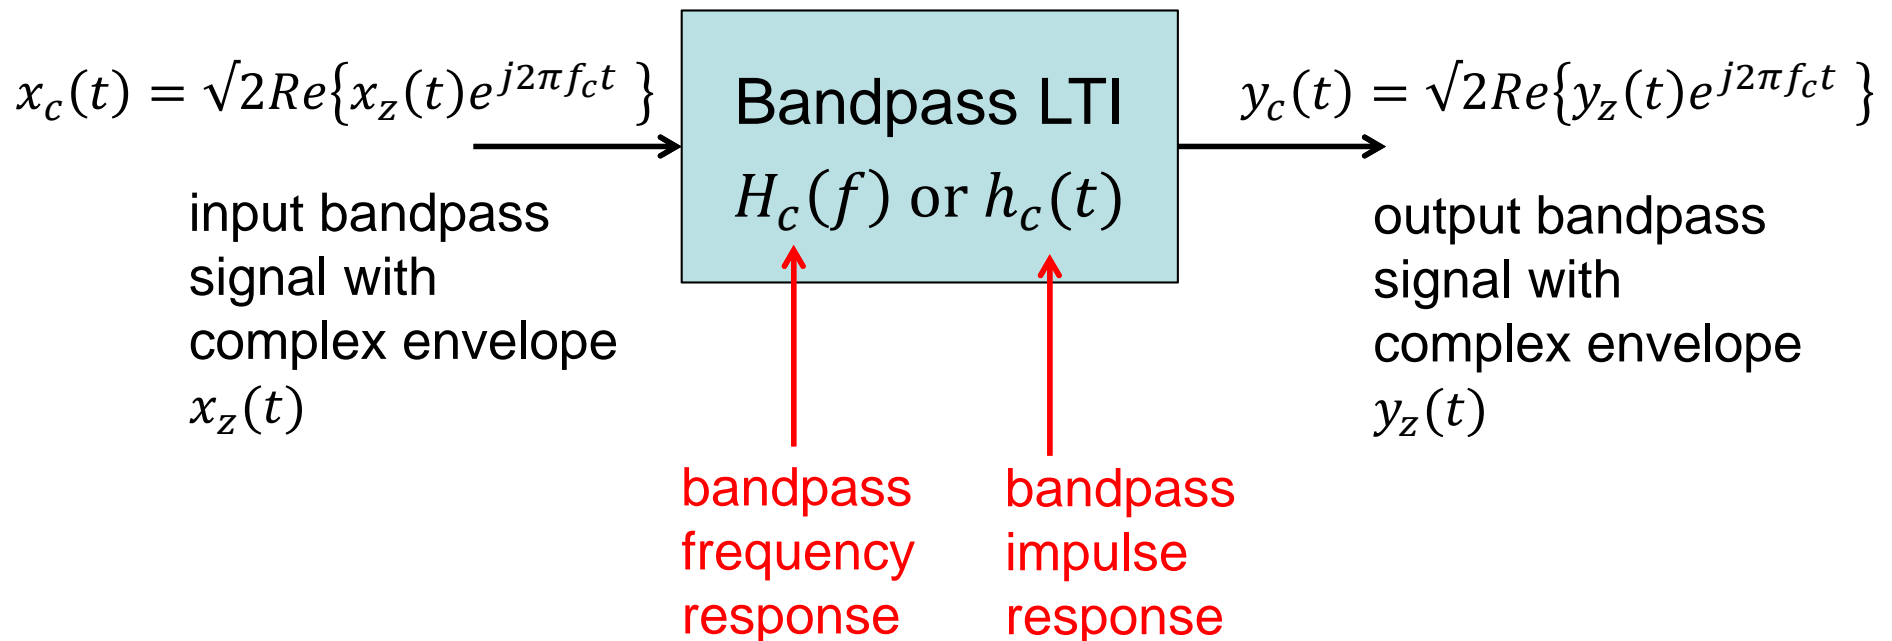 x_c(t) = √2Re{x_z(t)e^{j2πf_ct}}
input bandpass
signal with
complex envelope
x_z(t)
Bandpass LTI
H_c(f) or h_c(t)
y_c(t) = √2Re{y_z(t)e^{j2πf_ct}}
output bandpass
signal with
complex envelope
y_z(t)
bandpass
frequency
response
bandpass
impulse
response